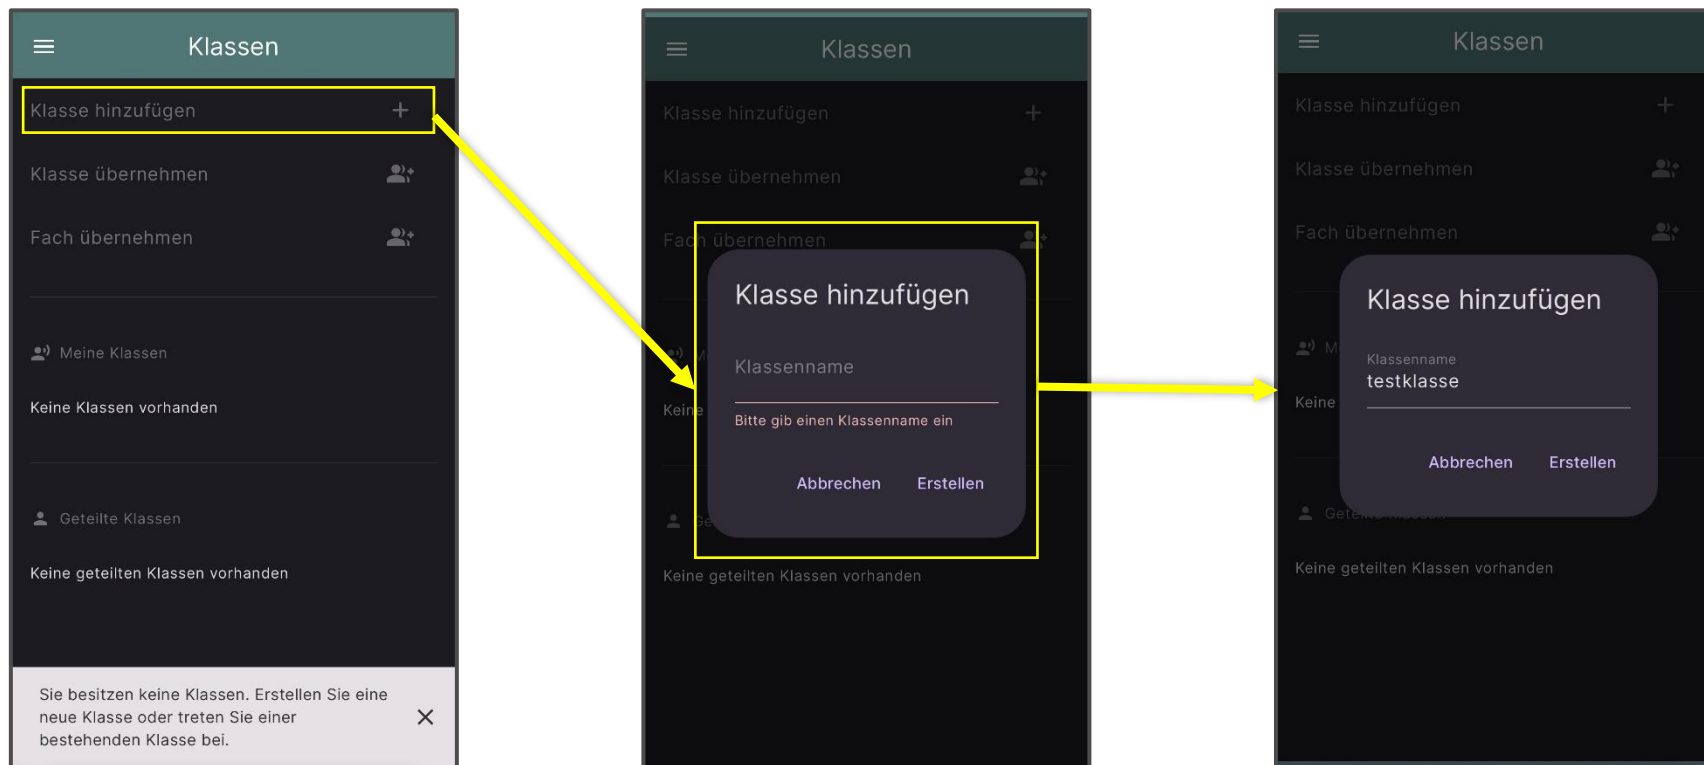 Klassen
Klasse hinzufügen
Klasse übernehmen
Fach übernehmen
Meine Klassen
Keine Klassen vorhanden
Geteilte Klassen
Keine geteilten Klassen vorhanden
Sie besitzen keine Klassen. Erstellen Sie eine
neue Klasse oder treten Sie einer
bestehenden Klasse bei.
Klassen
Klasse hinzufügen
Klasse übernehmen
Fach übernehmen
Klasse hinzufügen
Klassenname
Keine
Bitte gib einen Klassenname ein
Abbrechen Erstellen
Keine geteilten Klassen vorhanden
Klassen
Klasse hinzufügen
Klasse übernehmen
Fach übernehmen
Klasse hinzufügen
Klassenname
testklasse
Keine
Abbrechen Erstellen
Keine geteilten Klassen vorhanden